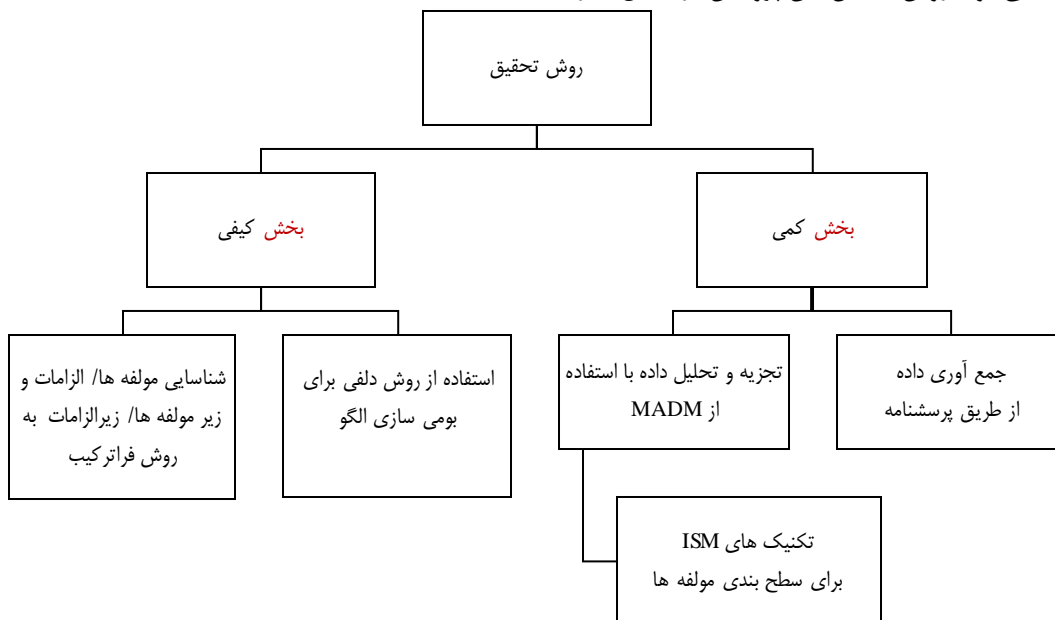 روش تحقیق
بخش کمی
بخش کیفی
جمع آوری داده
از طریق پرسشنامه
تجزیه و تحلیل داده با استفاده
از MADM
استفاده از روش دلفی برای
بومی سازی الگو
شناسایی مولفه ها/ الزامات و
زیر مولفه ها/ زیرالزامات به
روش فراترکیب
تکنیک های ISM
برای سطح بندی مولفه ها